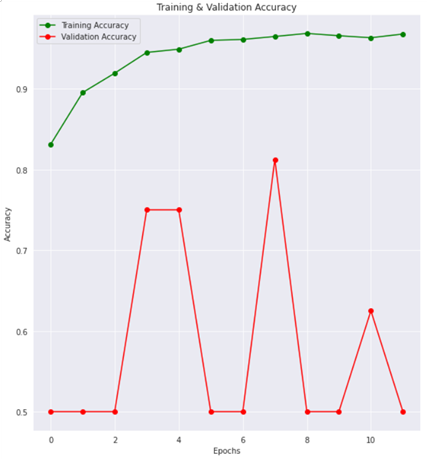 Training & Validation Accuracy
Training Accuracy
Validation Accuracy
0.9
0.8
0.7
0.6
0.5
Accuracy
0 2 4 6 8 10
Epochs